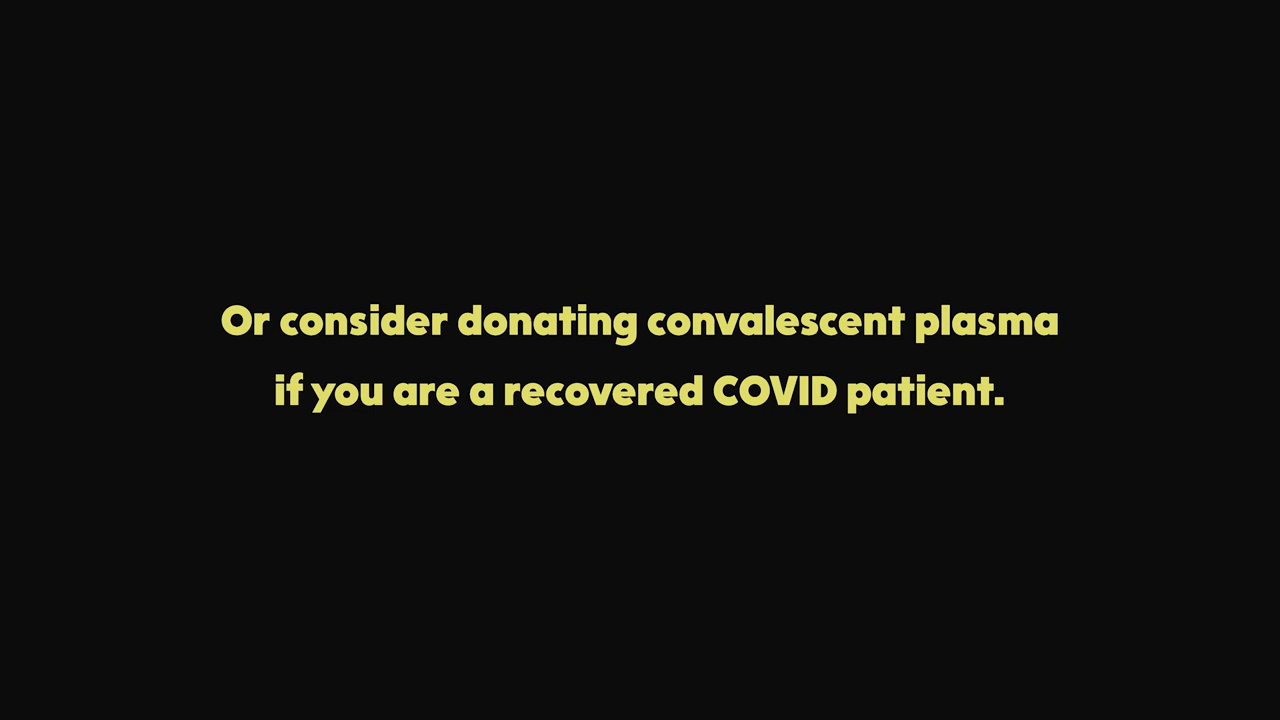 Or consider donating convalescent plasma
if you are a recovered COVID patient.